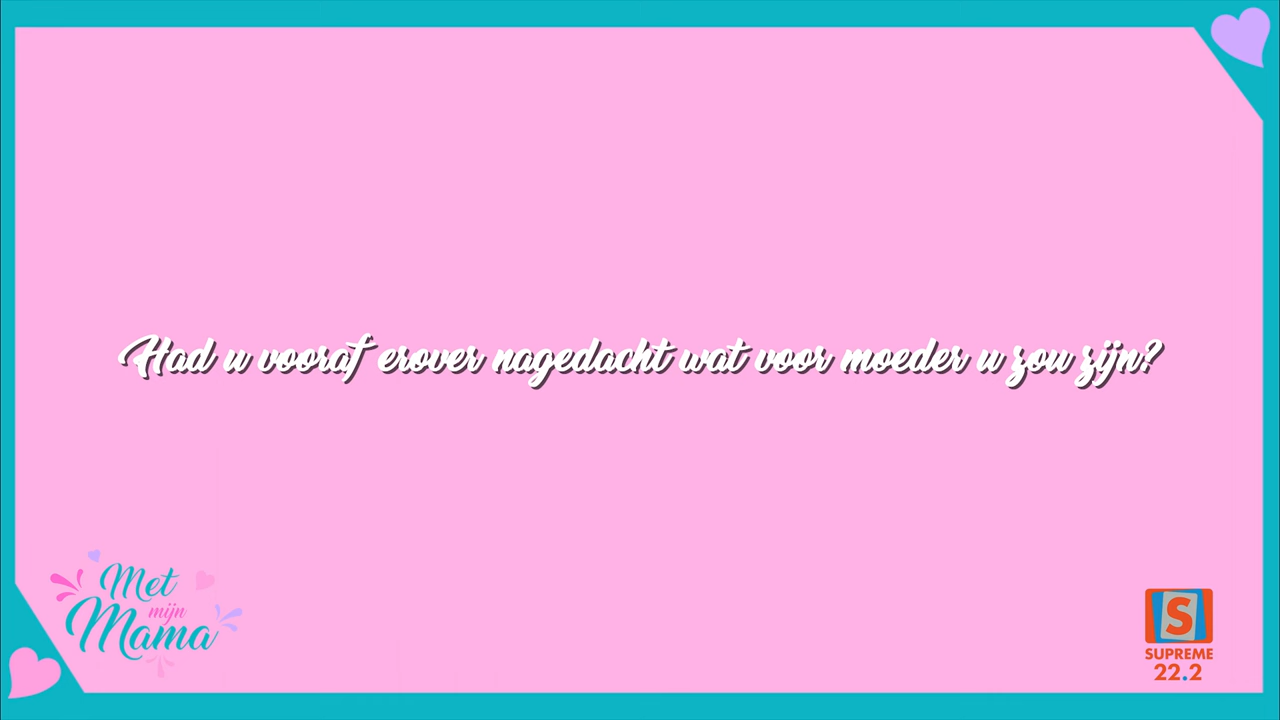 Had u vooraf erover nagedacht wat voor moeder u zou zijn?
Met
mijn
Mama
S
SUPREME
22.2